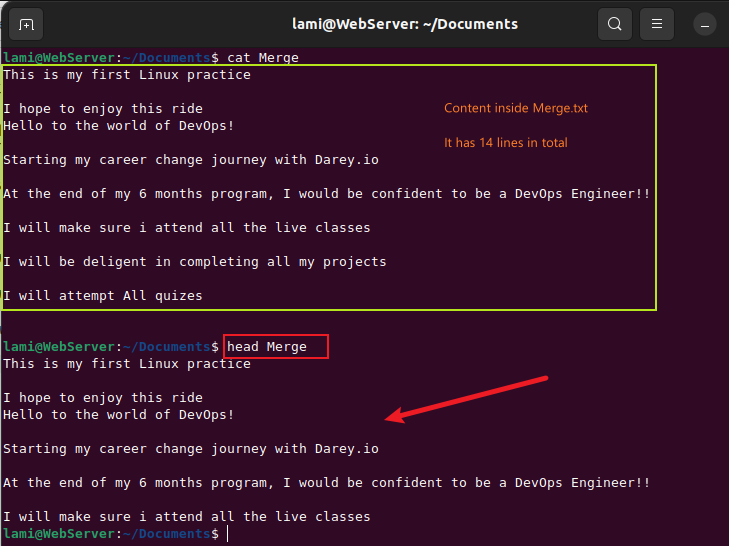 lami@WebServer: ~/Documents
lami@WebServer:~/Documents$ cat Merge
This is my first Linux practice
I hope to enjoy this ride
Content inside Merge.txt
Hello to the world of DevOps!
It has 14 lines in total
Starting my career change journey with Darey.io
At the end of my 6 months program, I would be confident to be a DevOps Engineer!!
I will make sure i attend all the live classes
I will be deligent in completing all my projects
I will attempt All quizes
lami@WebServer:~/Documents$ head Merge
This is my first Linux practice
I hope to enjoy this ride
Hello to the world of DevOps!
Starting my career change journey with Darey.io
At the end of my 6 months program, I would be confident to be a DevOps Engineer!!
I will make sure i attend all the live classes
lami@WebServer:~/Documents$